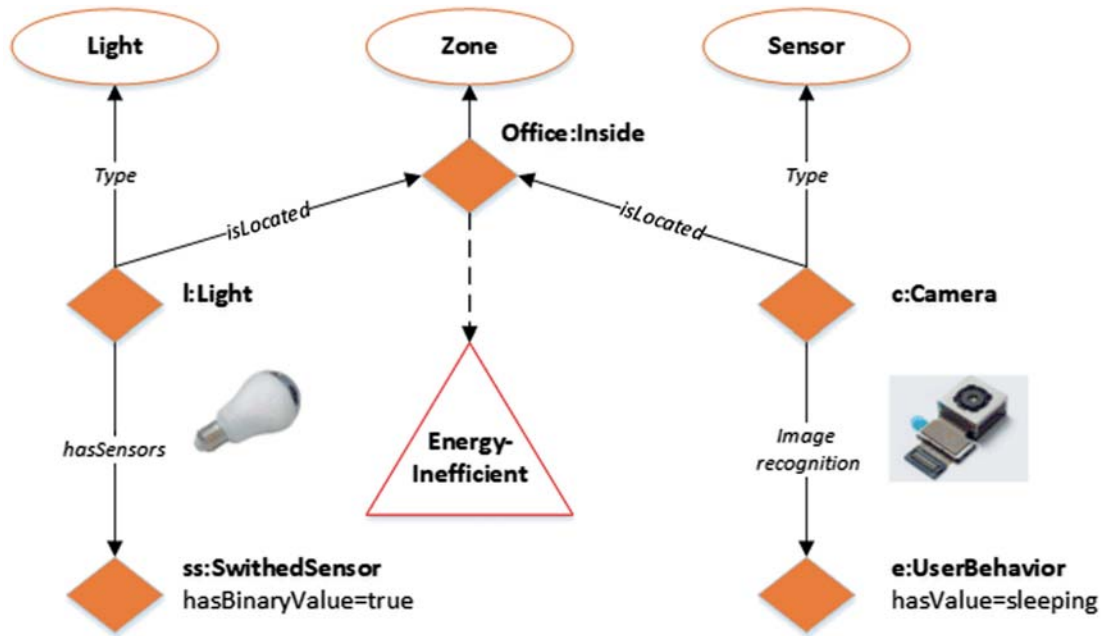 Light
Zone
Sensor
Office:Inside
Type
Type
isLocated
isLocated
l:Light
c:Camera
hasSensors
Energy-
Inefficient
Image
recognition
ss:SwithedSensor
hasBinaryValue=true
e:UserBehavior
hasValue=sleeping